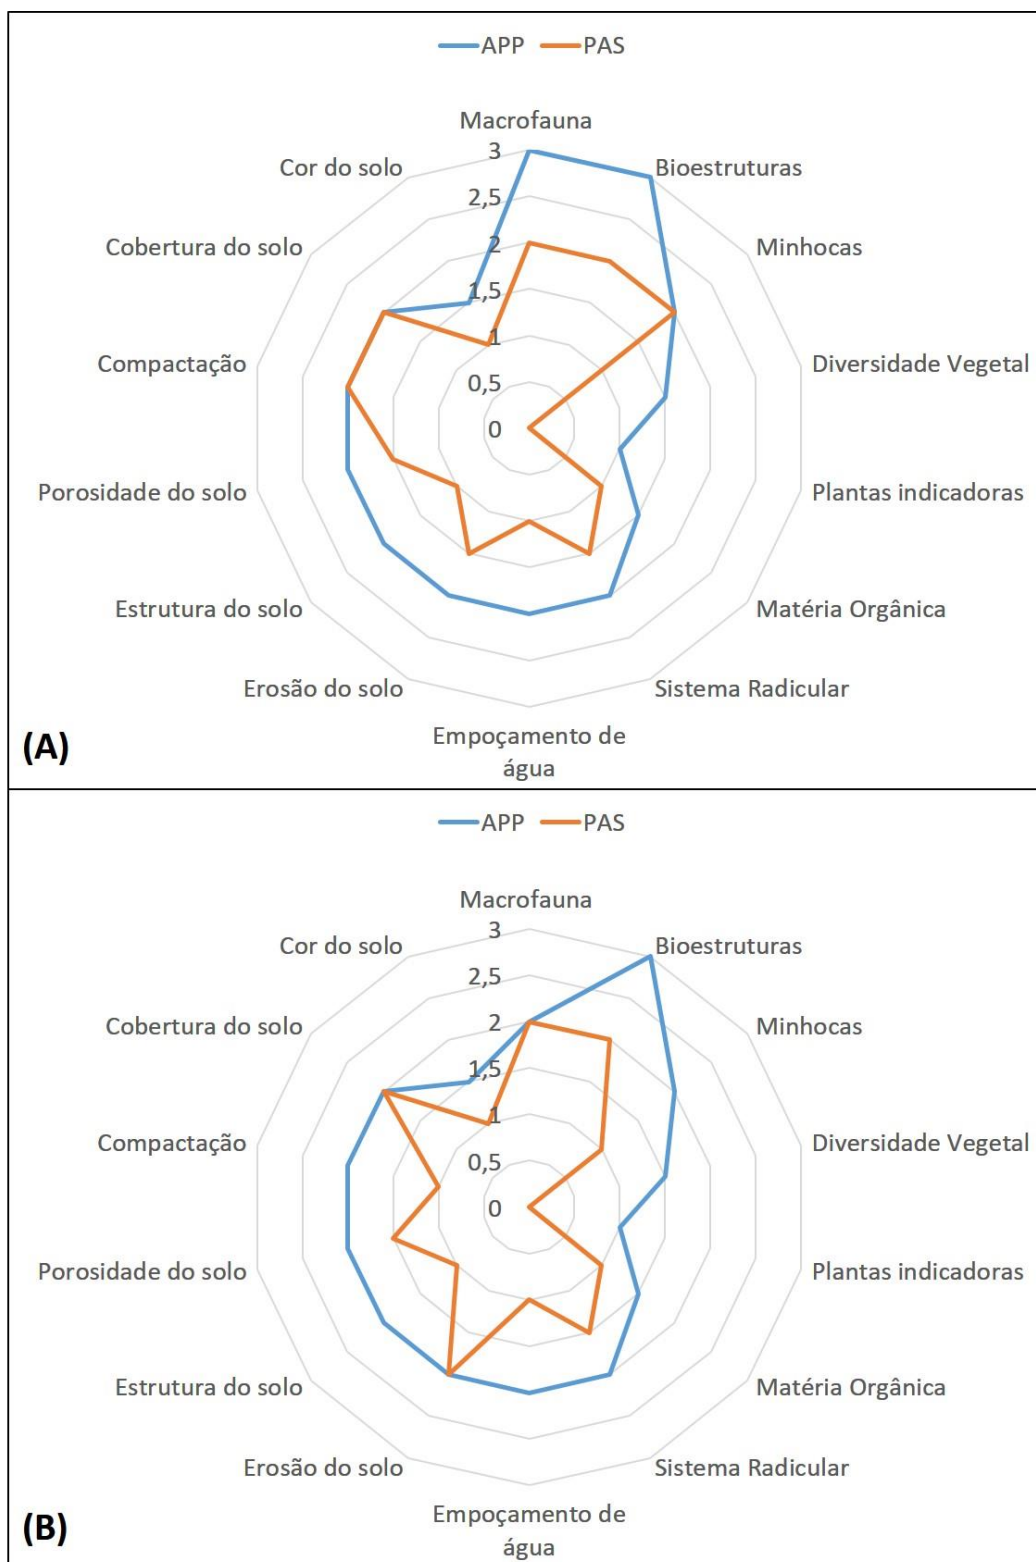 APP PAS
Macrofauna
Bioestruturas
Minhocas
Diversidade Vegetal
Plantas indicadoras
Matéria Orgânica
Sistema Radicular
Empoçamento de
água
Erosão do solo
Estrutura do solo
Porosidade do solo
Compactação
Cobertura do solo
Cor do solo
3
2,5
2
1,5
1
0,5
0
(A)
APP PAS
Macrofauna
Bioestruturas
Minhocas
Diversidade Vegetal
Plantas indicadoras
Matéria Orgânica
Sistema Radicular
Empoçamento de
água
Erosão do solo
Estrutura do solo
Porosidade do solo
Compactação
Cobertura do solo
Cor do solo
3
2,5
2
1,5
1
0,5
0
(B)